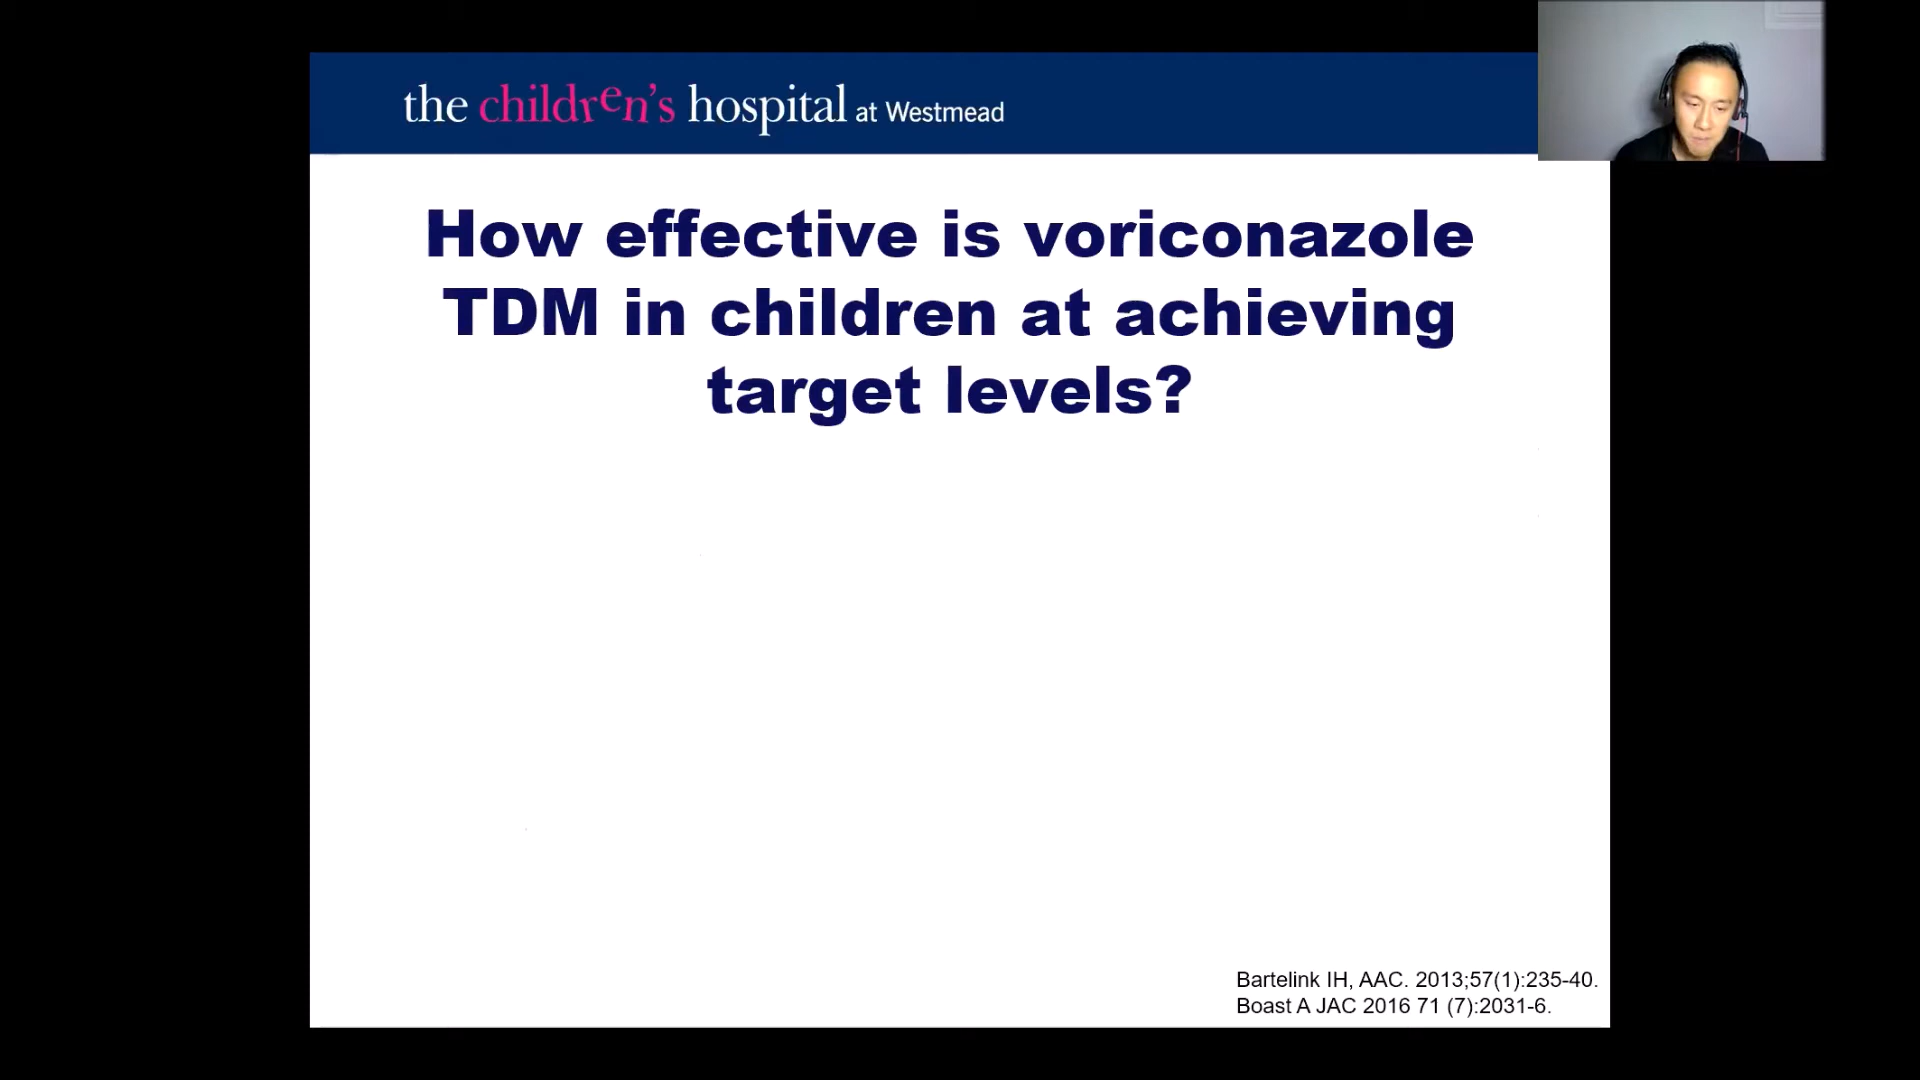 the children's hospital at Westmead
How effective is voriconazole
TDM in children at achieving
target levels?
Bartelink IH, AAC. 2013;57(1):235-40.
Boast A JAC 2016 71 (7):2031-6.